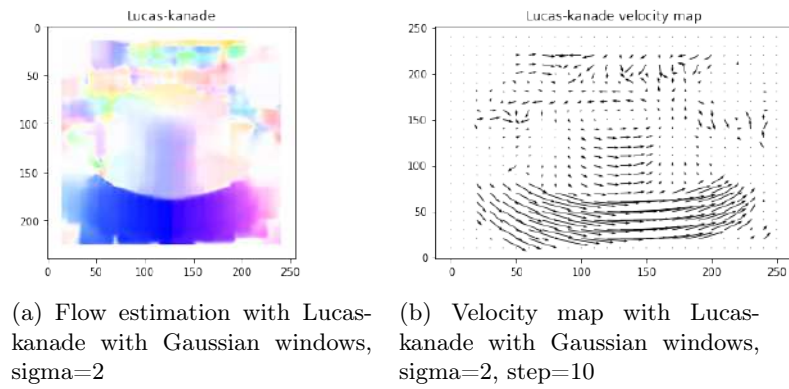 Lucas-kanade
0
50
100
150
200
0
50
100
150
200
250
Lucas-kanade velocity map
250
200
150
100
50
0
0
50
100
150
200
250
(a) Flow estimation with Lucas-
kanade with Gaussian windows,
sigma=2
(b) Velocity map with Lucas-
kanade with Gaussian windows,
sigma=2, step=10